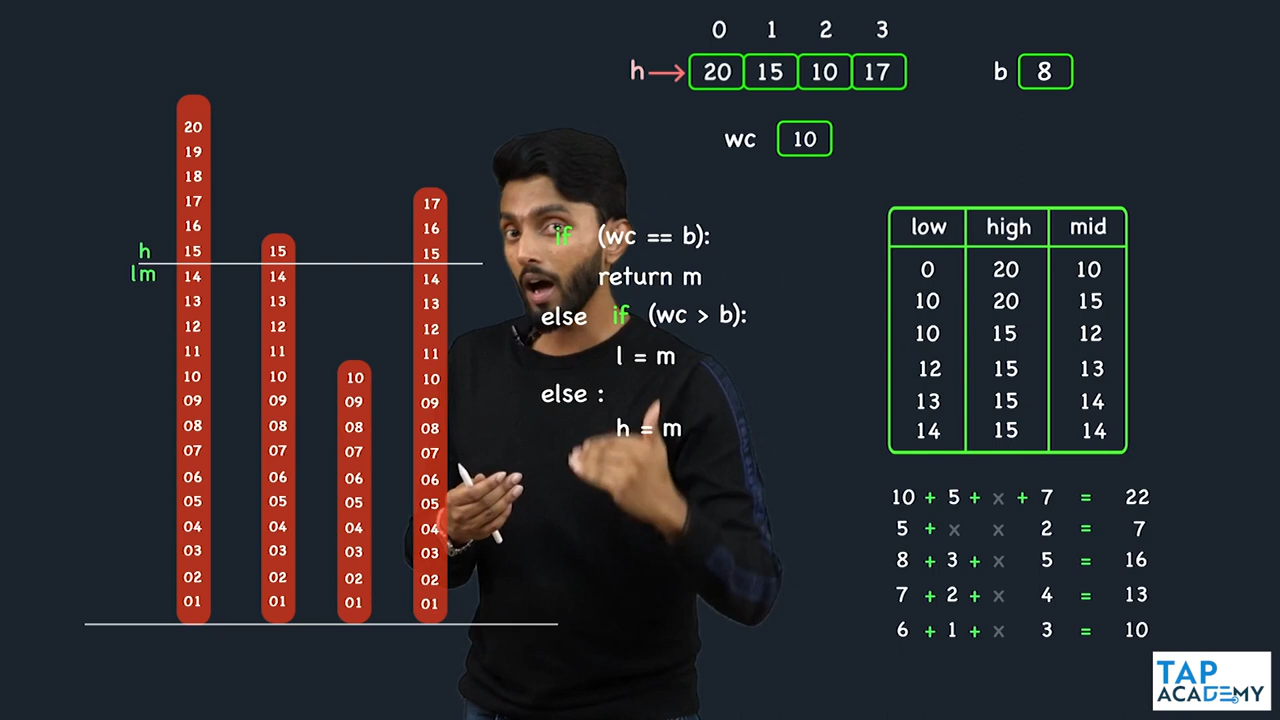 0 1 2 3
h 20 15 10 17
b 8
wc 10
20
19
18
17
16
15
14
13
12
11
10
09
08
07
06
05
04
03
02
01
15
14
13
12
11
10
09
08
07
06
05
04
03
02
01
10
09
08
07
06
05
04
03
02
01
17
16
15
14
13
12
11
10
09
08
07
06
05
04
03
02
01
h
lm
if (wc == b):
return m
else if (wc > b):
l = m
else :
h = m
low high mid
0 20 10
10 20 15
10 15 12
12 15 13
13 15 14
14 15 14
10 + 5 + x + 7 = 22
5 + x x 2 = 7
8 + 3 + x 5 = 16
7 + 2 + x 4 = 13
6 + 1 + x 3 = 10
TAP
ACADEMY